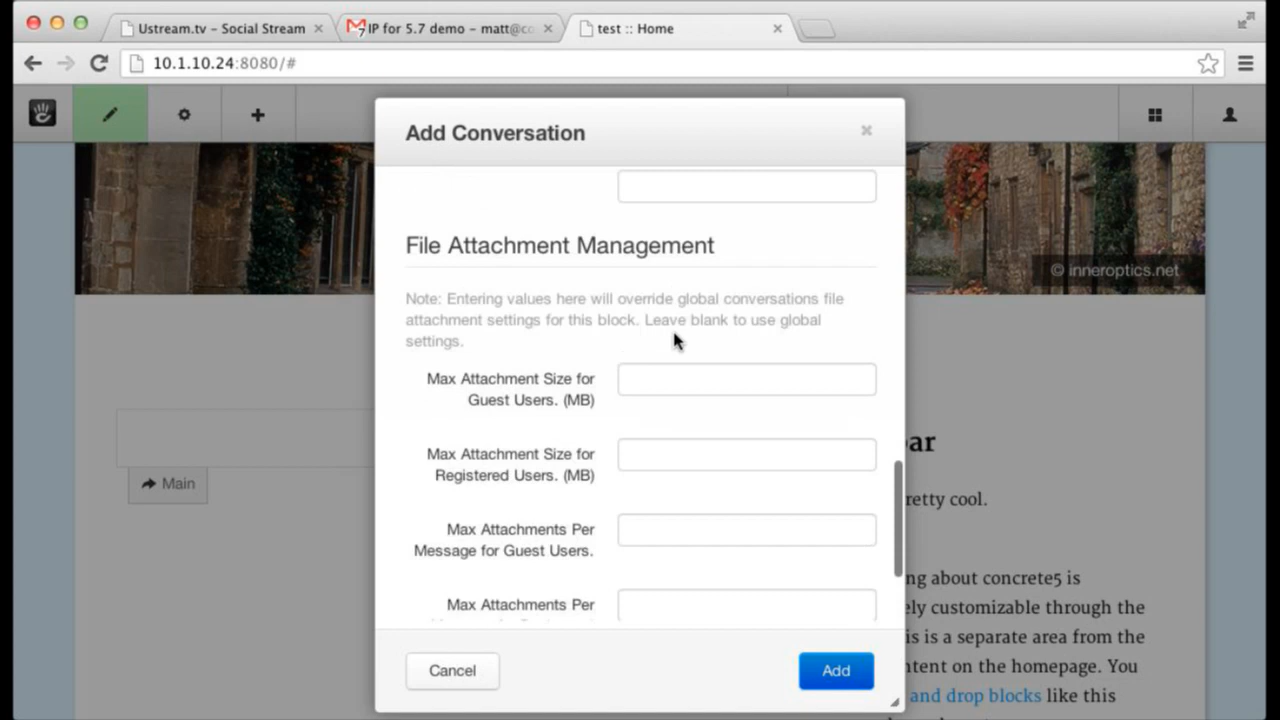 Ustream.tv – Social Stream
IP for 5.7 demo – matt@co
test :: Home
10.1.10.24:8080/#
Add Conversation
© inneroptics.net
File Attachment Management
Note: Entering values here will override global conversations file
attachment settings for this block. Leave blank to use global
settings.
Max Attachment Size for
Guest Users. (MB)
Max Attachment Size for
Registered Users. (MB)
Max Attachments Per
Message for Guest Users.
Max Attachments Per
Main
ar
retty cool.
ng about concrete5 is
ely customizable through the
is is a separate area from the
ntent on the homepage. You
and drop blocks like this
Cancel
Add